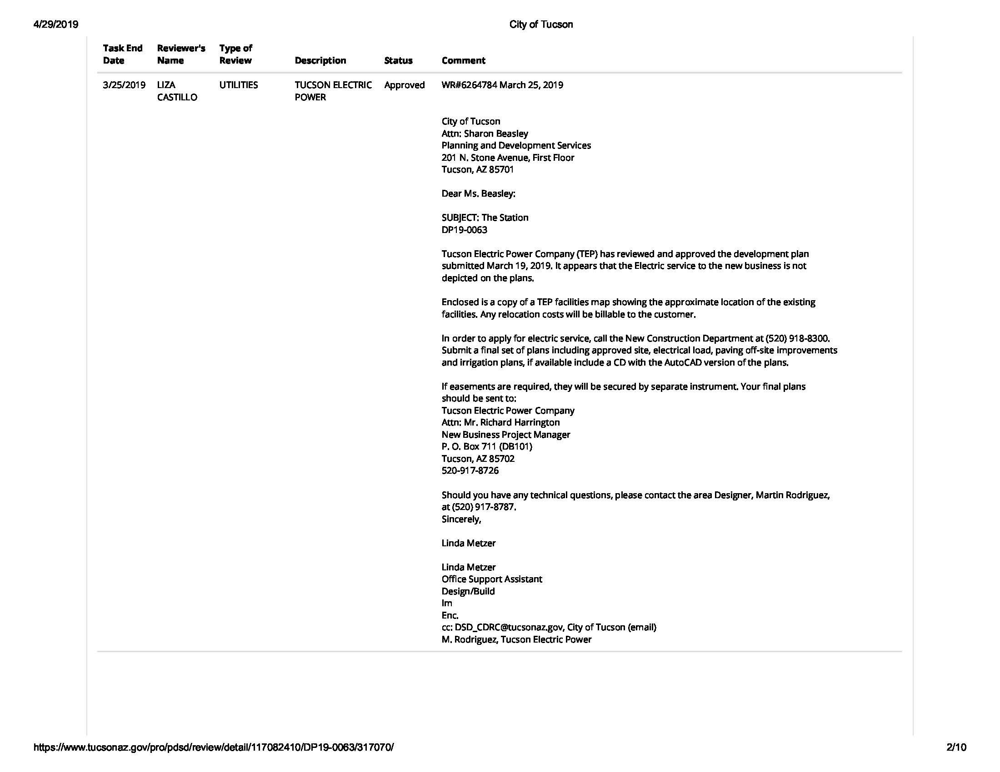 4/29/2019
City of Tucson
Task End Date
Reviewer's Name
Type of Review
Description
Status
Comment
3/25/2019
LIZA CASTILLO
UTILITIES
TUCSON ELECTRIC POWER
Approved
WR#6264784 March 25, 2019
City of Tucson
Attn: Sharon Beasley
Planning and Development Services
201 N. Stone Avenue, First Floor
Tucson, AZ 85701
Dear Ms. Beasley:
SUBJECT: The Station
DP19-0063
Tucson Electric Power Company (TEP) has reviewed and approved the development plan
submitted March 19, 2019. It appears that the Electric service to the new business is not
depicted on the plans.
Enclosed is a copy of a TEP facilities map showing the approximate location of the existing
facilities. Any relocation costs will be billable to the customer.
In order to apply for electric service, call the New Construction Department at (520) 918-8300.
Submit a final set of plans including approved site, electrical load, paving off-site improvements
and irrigation plans, if available include a CD with the AutoCAD version of the plans.
If easements are required, they will be secured by separate instrument. Your final plans
should be sent to:
Tucson Electric Power Company
Attn: Mr. Richard Harrington
New Business Project Manager
P. O. Box 711 (DB101)
Tucson, AZ 85702
520-917-8726
Should you have any technical questions, please contact the area Designer, Martin Rodriguez,
at (520) 917-8787.
Sincerely,
Linda Metzer
Linda Metzer
Office Support Assistant
Design/Build
lm
Enc.
cc: DSD_CDRC@tucsonaz.gov, City of Tucson (email)
M. Rodriguez, Tucson Electric Power
https://www.tucsonaz.gov/pro/pdsd/review/detail/117082410/DP19-0063/317070/
2/10